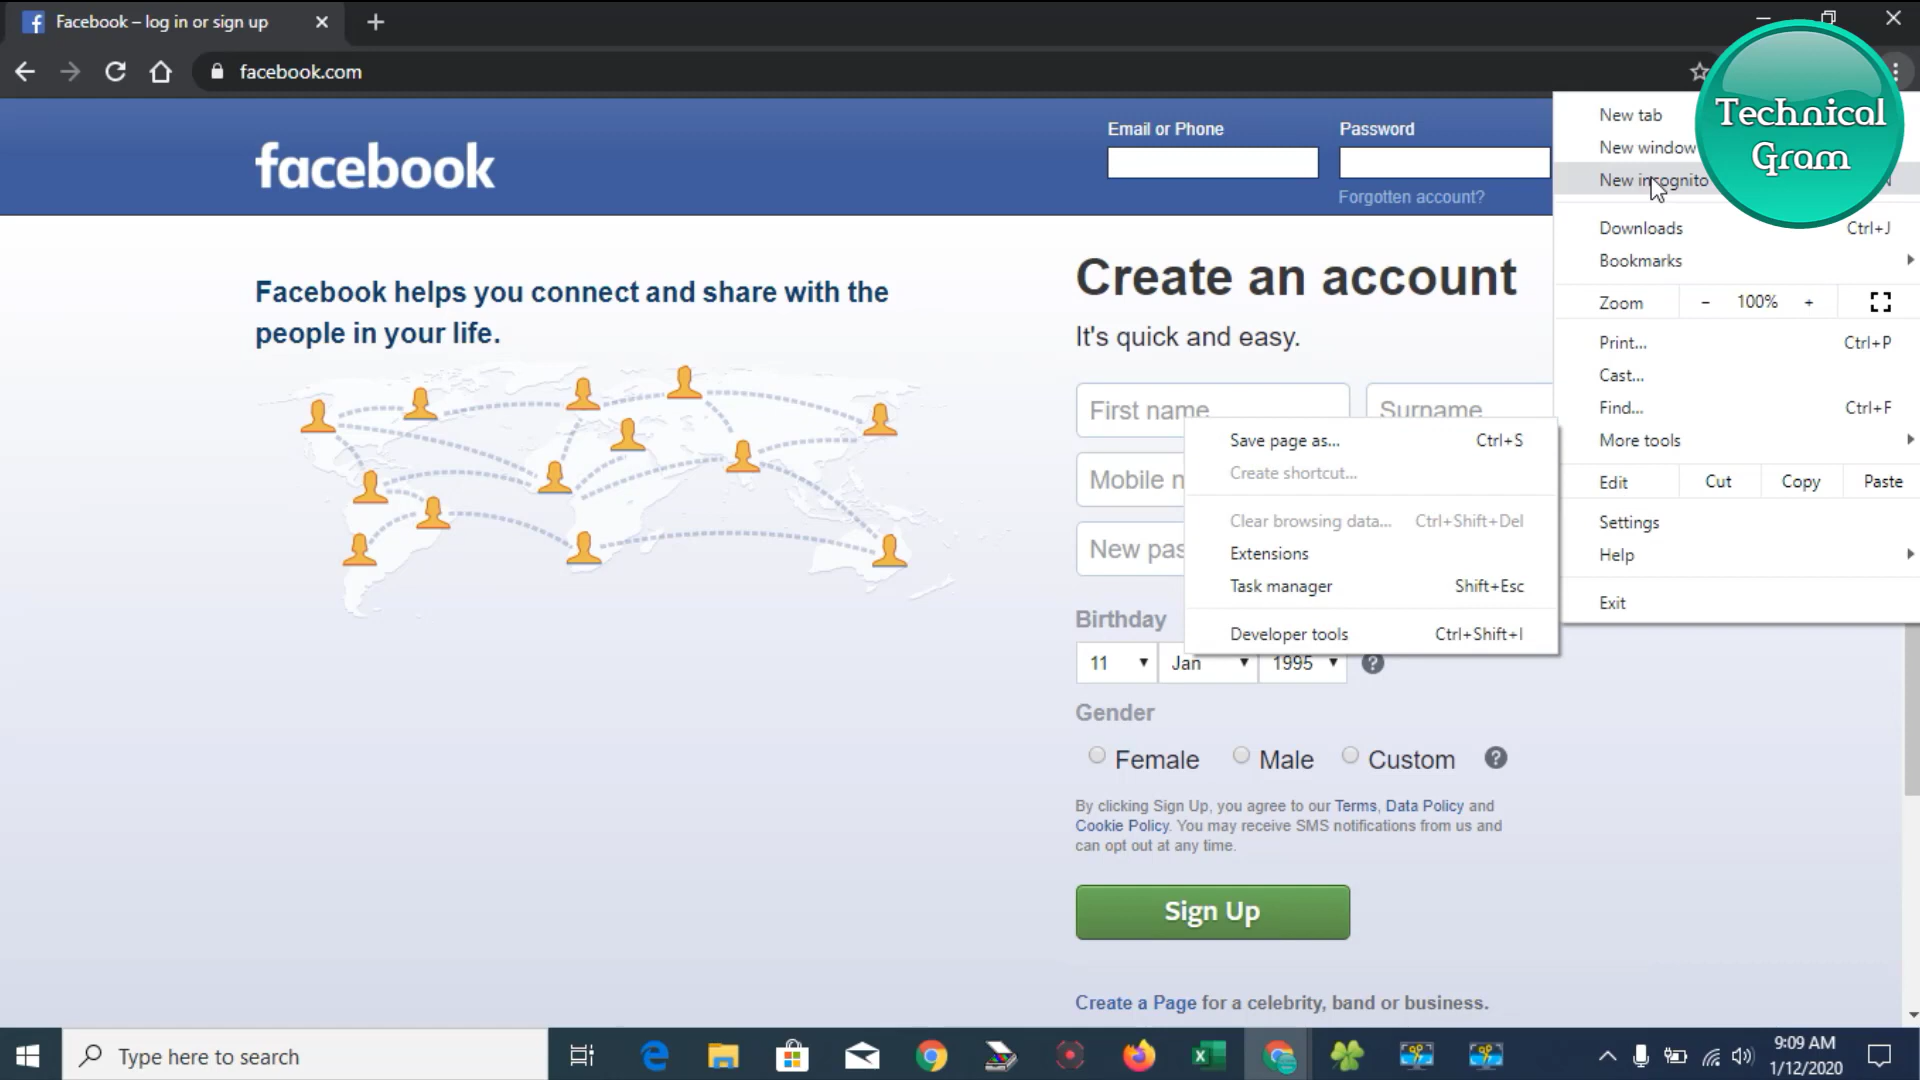 Facebook – log in or sign up
facebook.com
Technical
Gram
facebook
Email or Phone
Password
Forgotten account?
Facebook helps you connect and share with the
people in your life.
Create an account
It's quick and easy.
First name
Surname
Mobile n
New pas
Birthday
11
Jan
1995
Gender
Female
Male
Custom
By clicking Sign Up, you agree to our Terms, Data Policy and
Cookie Policy. You may receive SMS notifications from us and
can opt out at any time.
Sign Up
Create a Page for a celebrity, band or business.
New tab
New window
New incognito
Downloads Ctrl+J
Bookmarks
Zoom - 100% +
Print... Ctrl+P
Cast...
Find... Ctrl+F
More tools
Edit Cut Copy Paste
Settings
Help
Exit
Save page as... Ctrl+S
Create shortcut...
Clear browsing data... Ctrl+Shift+Del
Extensions
Task manager Shift+Esc
Developer tools Ctrl+Shift+I
Type here to search
9:09 AM
1/12/2020